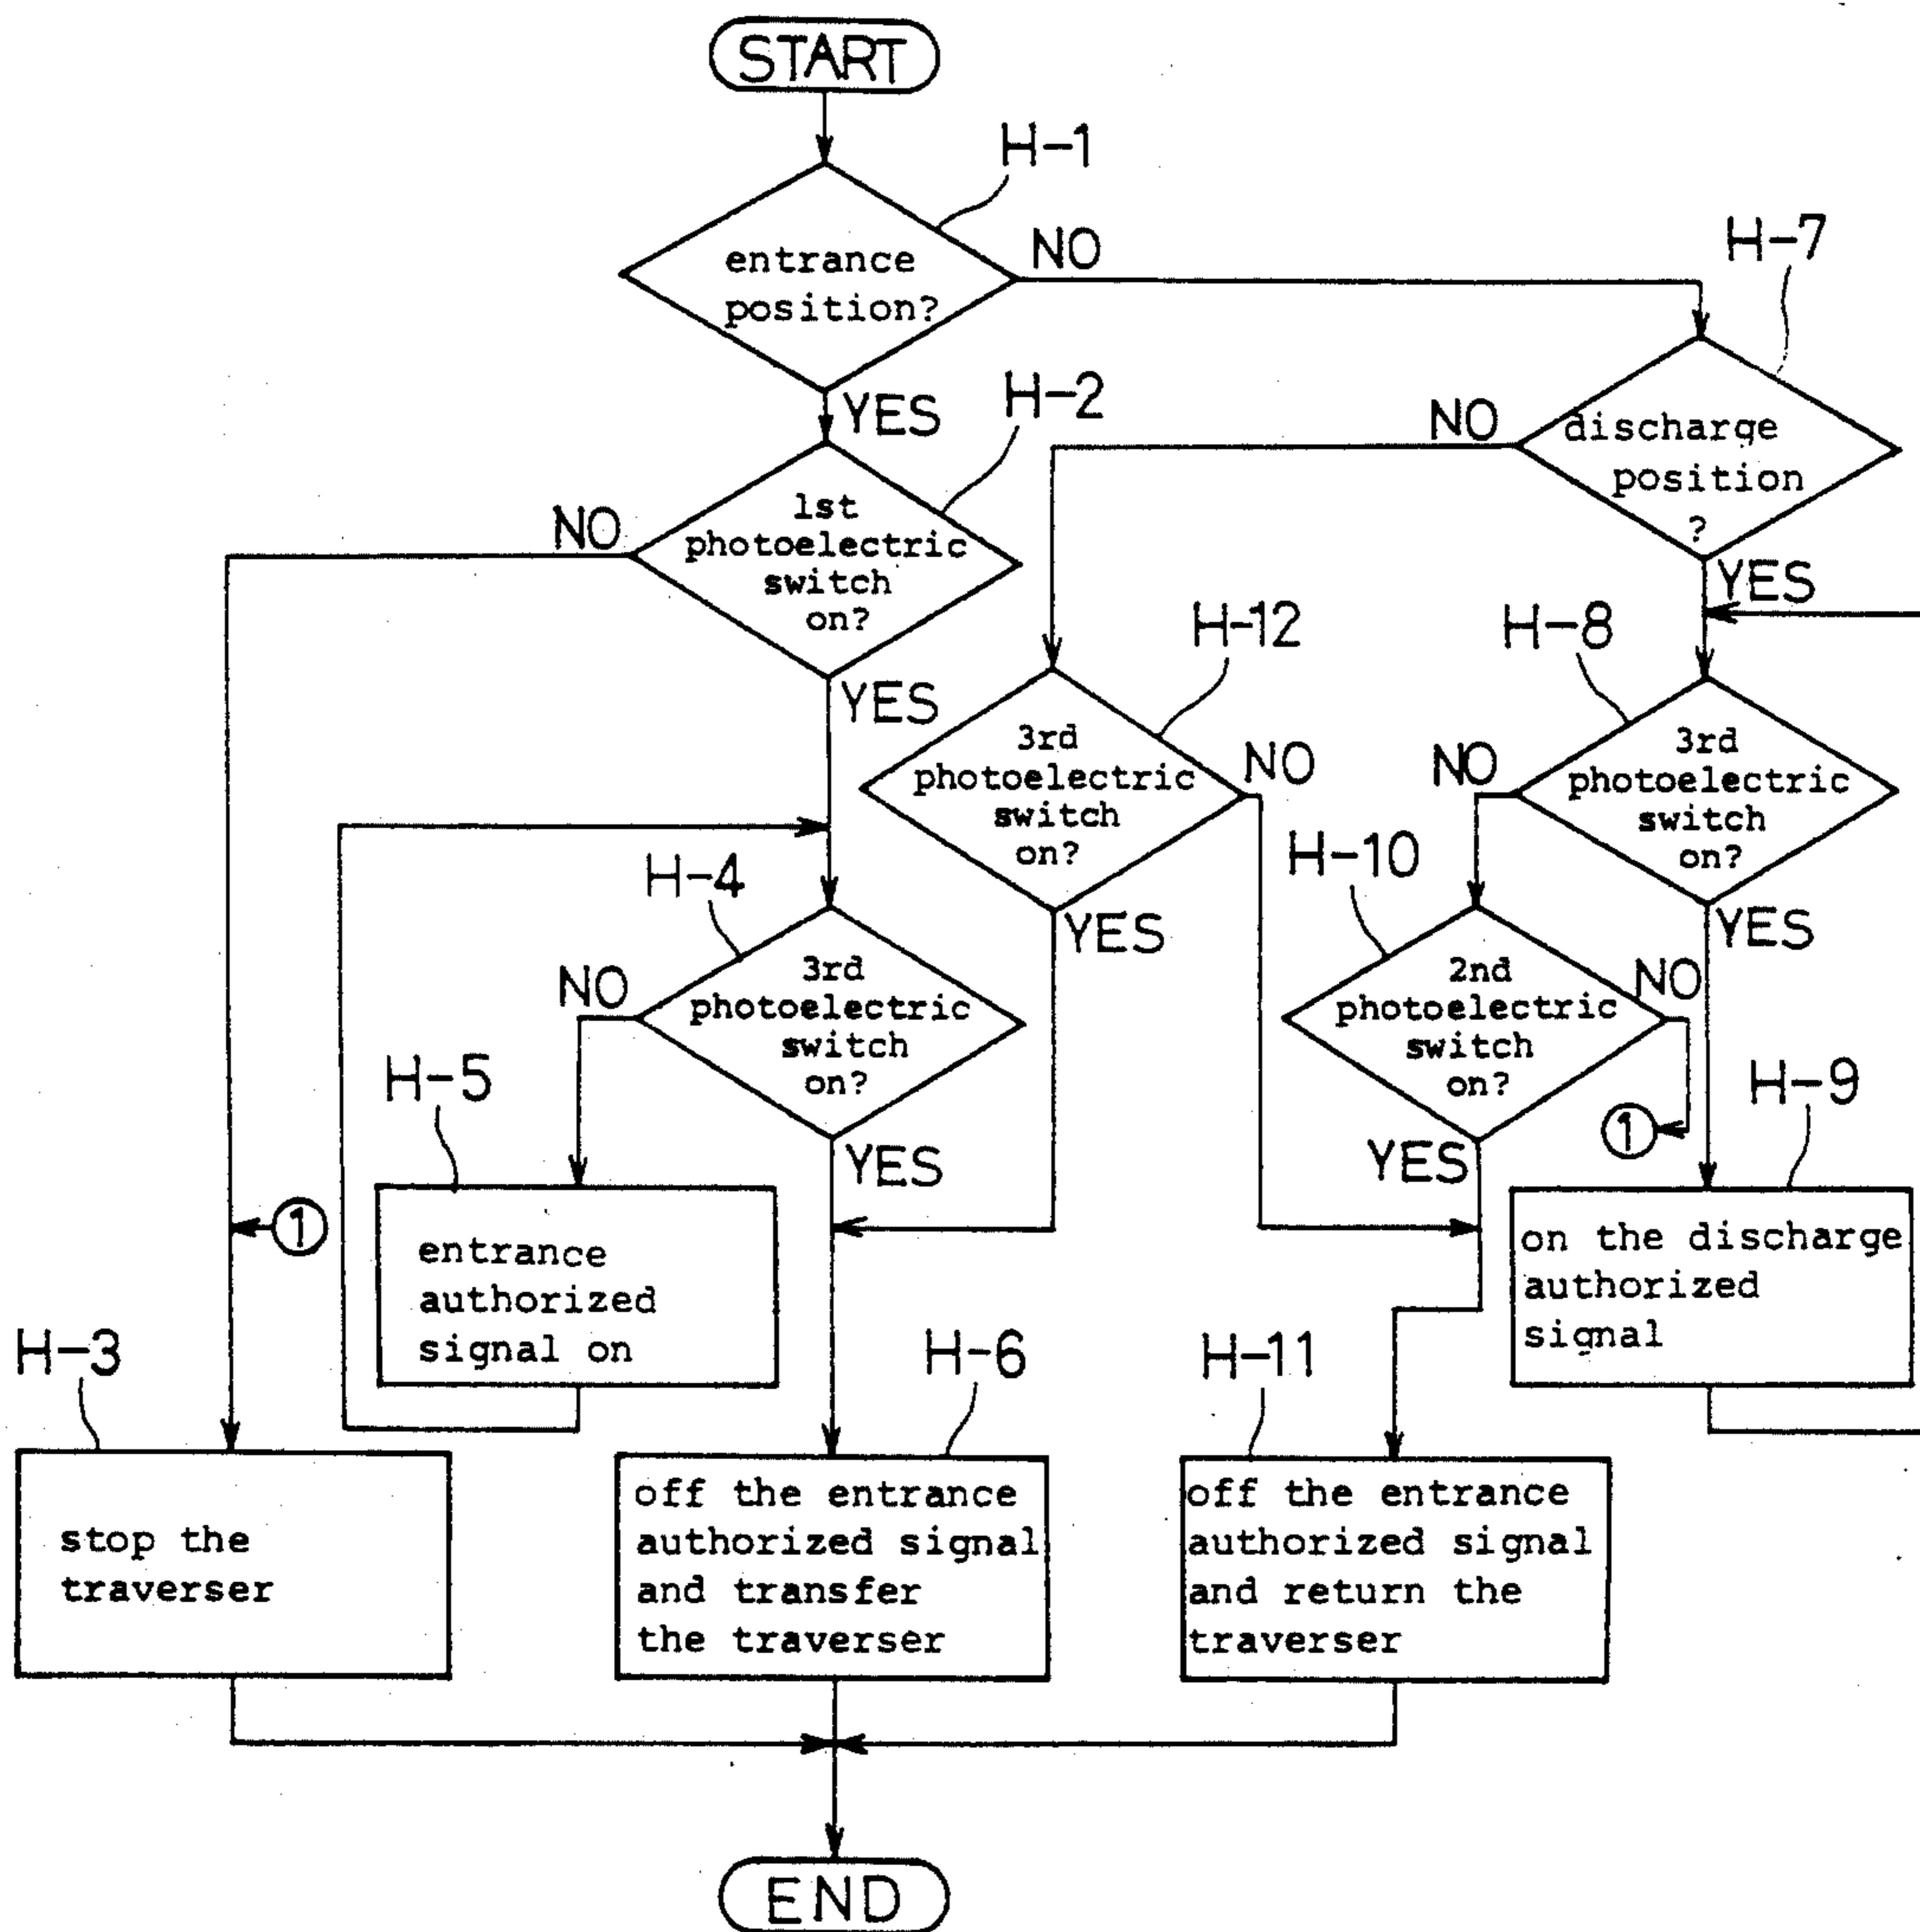 START
H-1
entrance
position?
NO
YES
H-7
discharge
position
?
NO
YES
H-2
1st
photoelectric
switch
on?
NO
YES
H-12
3rd
photoelectric
switch
on?
NO
YES
H-8
3rd
photoelectric
switch
on?
NO
YES
H-4
3rd
photoelectric
switch
on?
NO
YES
H-10
2nd
photoelectric
switch
on?
NO
YES
1
H-5
entrance
authorized
signal on
1
H-9
on the discharge
authorized
signal
H-3
stop the
traverser
H-6
off the entrance
authorized signal
and transfer
the traverser
H-11
off the entrance
authorized signal
and return the
traverser
END